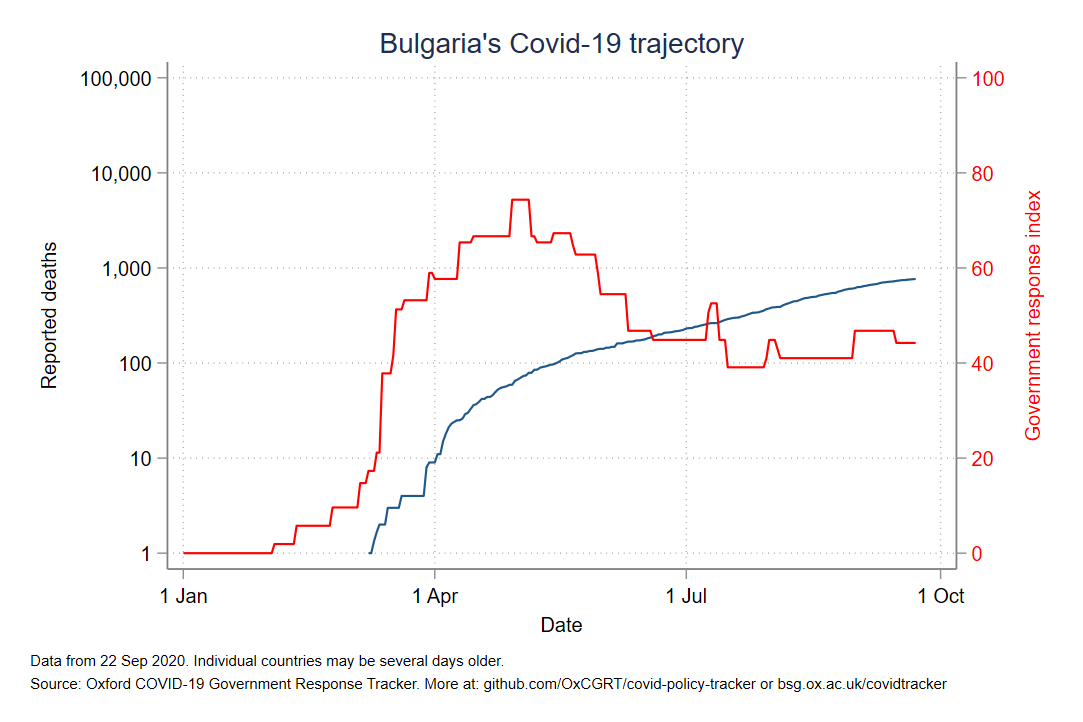 Bulgaria's Covid-19 trajectory
100,000
10,000
1,000
100
10
1
Reported deaths
100
80
60
40
20
0
Government response index
1 Jan
1 Apr
1 Jul
1 Oct
Date
Data from 22 Sep 2020. Individual countries may be several days older.
Source: Oxford COVID-19 Government Response Tracker. More at: github.com/OxCGRT/covid-policy-tracker or bsg.ox.ac.uk/covidtracker